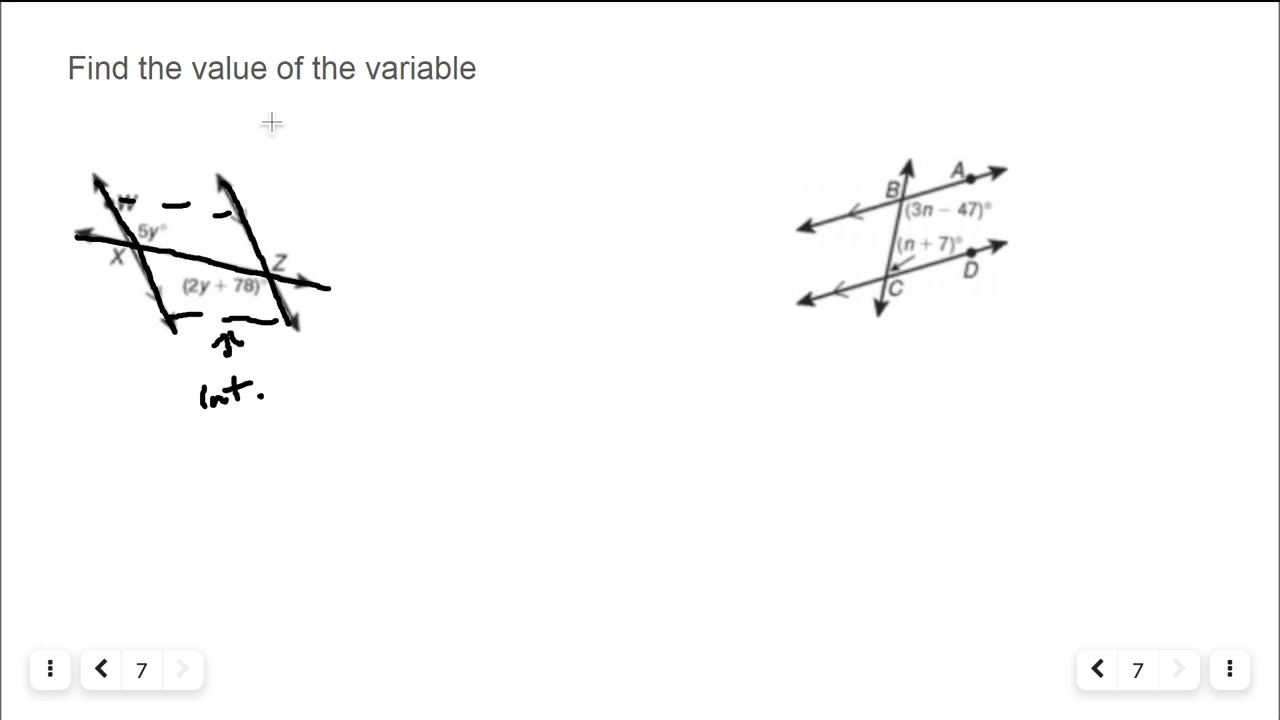 Find the value of the variable
W
5y°
X
Z
(2y + 78)
Int.
A
B
(3n − 47)°
(n + 7)°
D
C
7
7